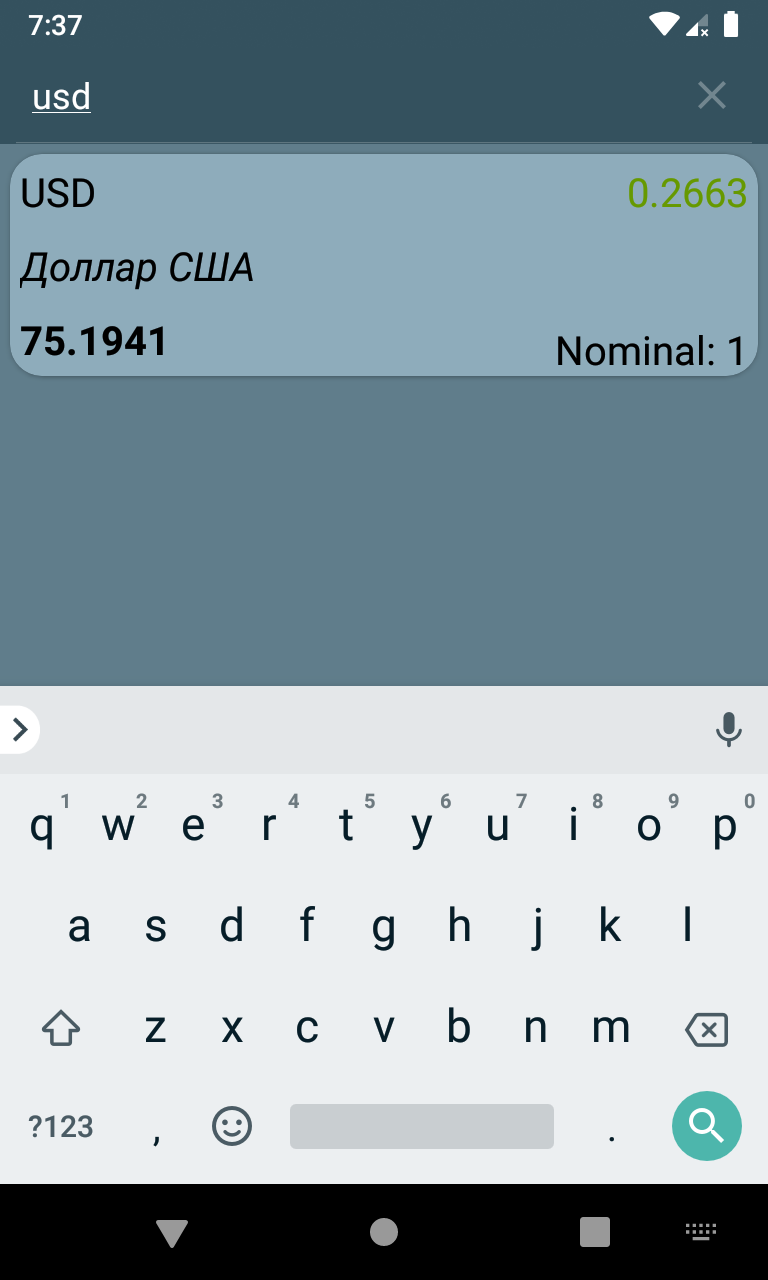 7:37
usd
USD 0.2663
Доллар США
75.1941 Nominal: 1
q1 w2 e3 r4 t5 y6 u7 i8 o9 p0
a s d f g h j k l
z x c v b n m
?123 , .